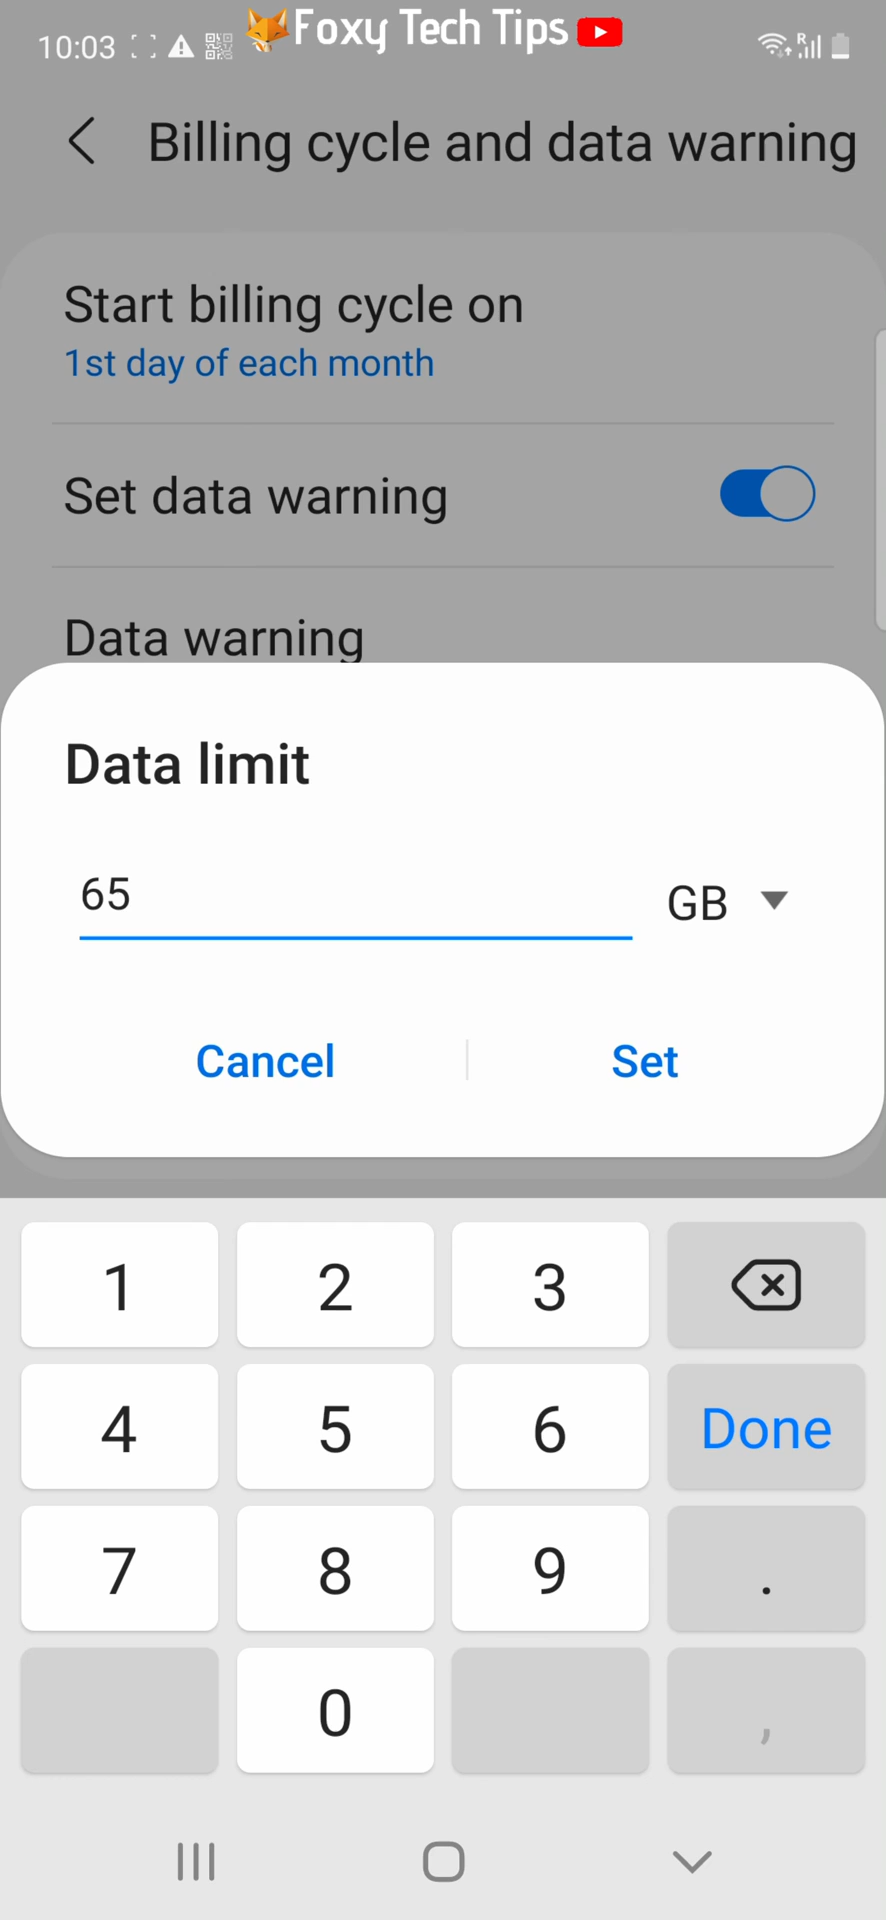 10:03 Foxy Tech Tips R
Billing cycle and data warning
Start billing cycle on
1st day of each month
Set data warning
Data warning
Data limit
65 GB
Cancel Set
1 2 3
4 5 6 Done
7 8 9 .
0 ,